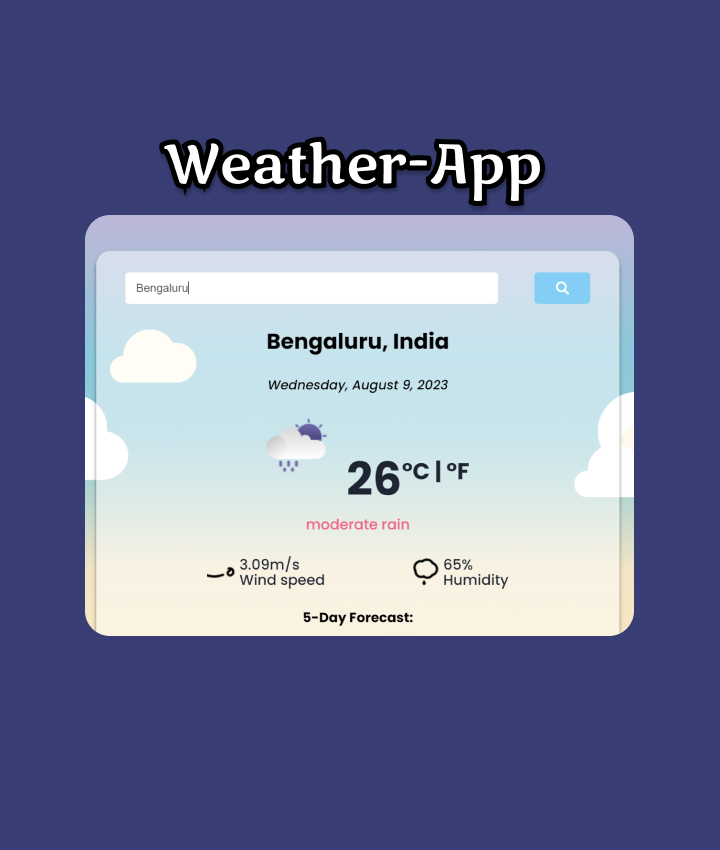 Weather-App
Bengaluru
Bengaluru, India
Wednesday, August 9, 2023
26°C | °F
moderate rain
3.09m/s
Wind speed
65%
Humidity
5-Day Forecast: